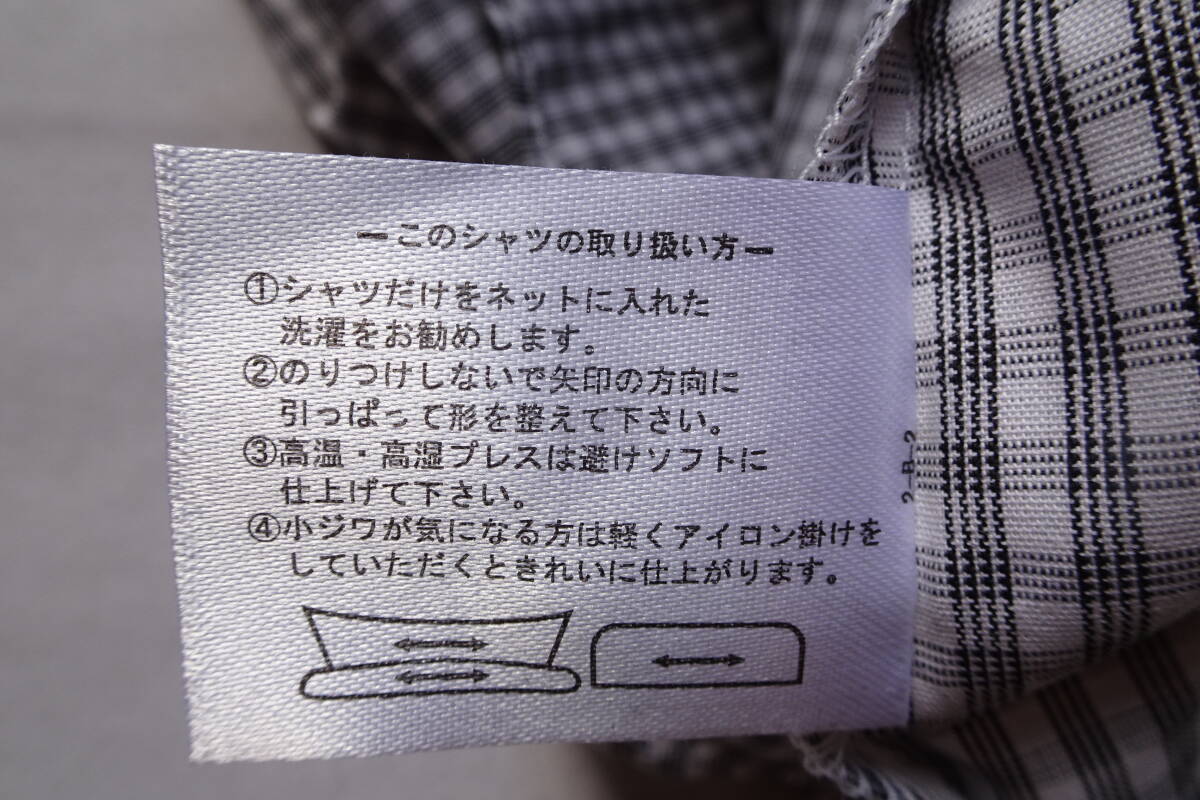 ーこのシャツの取り扱い方ー
①シャツだけをネットに入れた
洗濯をお勧めします。
②のりつけしないで矢印の方向に
引っぱって形を整えて下さい。
③高温・高湿プレスは避けソフトに
仕上げて下さい。
④小ジワが気になる方は軽くアイロン掛けを
していただくときれいに仕上がります。
2-B-2